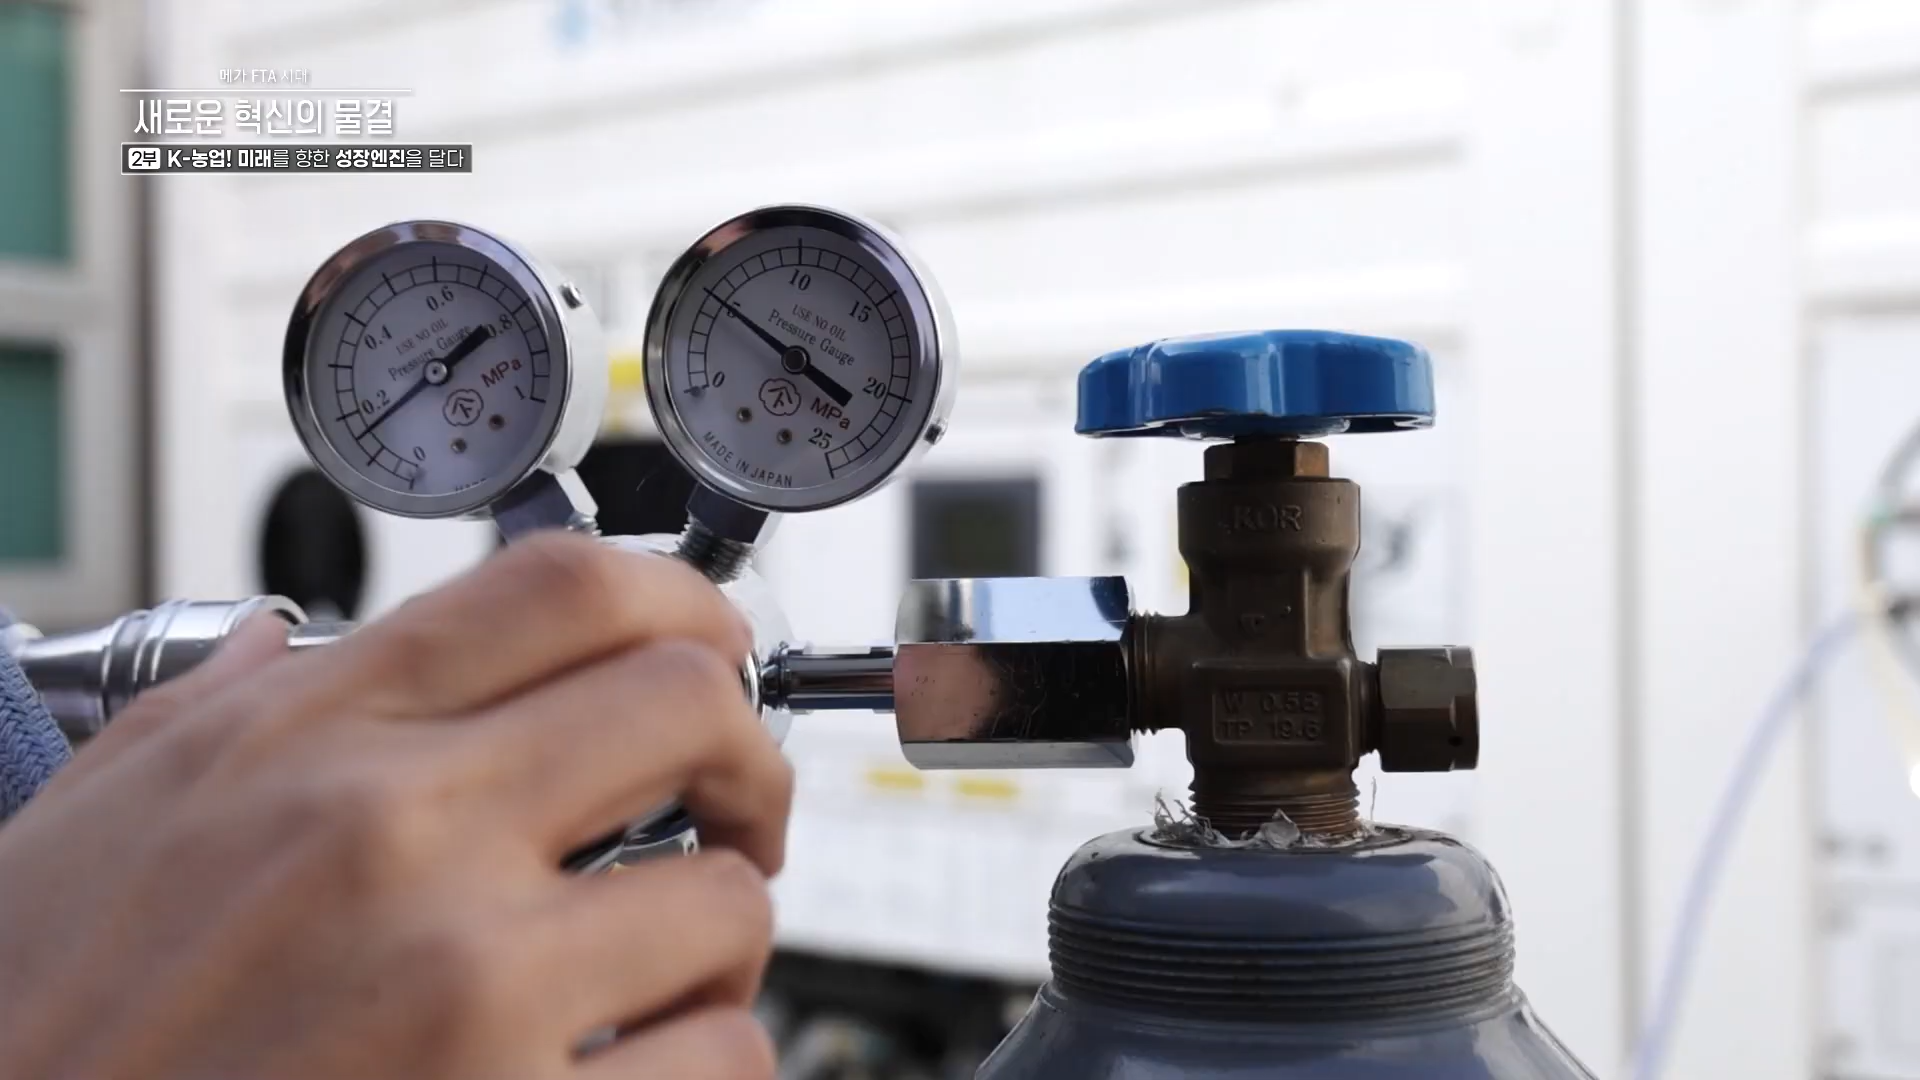 메가 FTA 시대
새로운 혁신의 물결
2부 K-농업! 미래를 향한 성장엔진을 달다
0
0.2
0.4
0.6
0.8
1
USE NO OIL
Pressure Gauge
MPa
0
5
10
15
20
25
USE NO OIL
Pressure Gauge
MPa
MADE IN JAPAN
KOR
W 0.58
TP 19.6